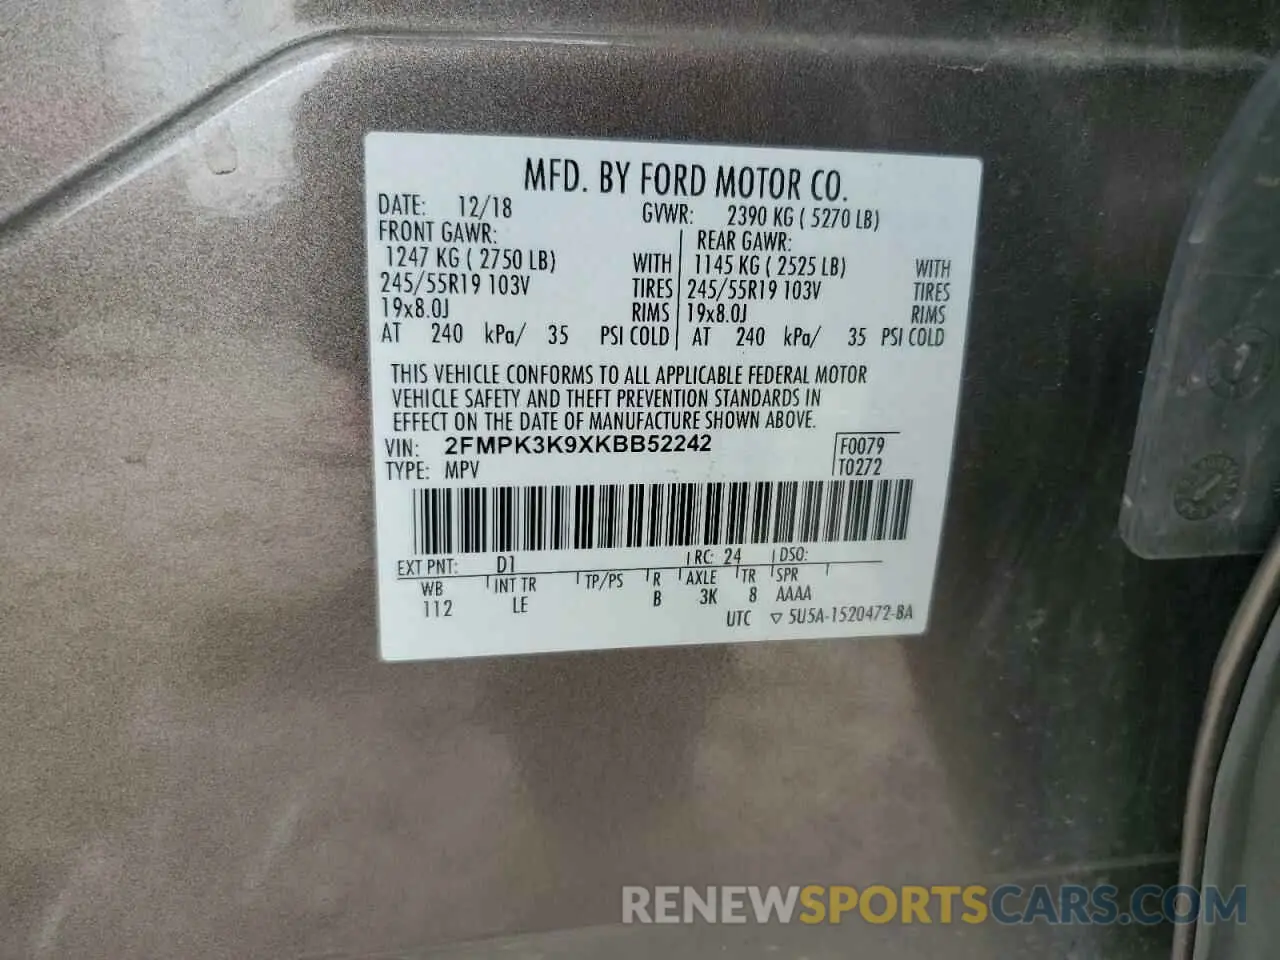 MFD. BY FORD MOTOR CO.
DATE: 12/18 GVWR: 2390 KG ( 5270 LB)
FRONT GAWR: REAR GAWR:
1247 KG ( 2750 LB) WITH 1145 KG ( 2525 LB) WITH
245/55R19 103V TIRES 245/55R19 103V TIRES
19x8.0J RIMS 19x8.0J RIMS
AT 240 kPa/ 35 PSI COLD AT 240 kPa/ 35 PSI COLD
THIS VEHICLE CONFORMS TO ALL APPLICABLE FEDERAL MOTOR
VEHICLE SAFETY AND THEFT PREVENTION STANDARDS IN
EFFECT ON THE DATE OF MANUFACTURE SHOWN ABOVE.
VIN: 2FMPK3K9XKBB52242 F0079
TYPE: MPV T0272
EXT PNT: D1 RC: 24 DSO:
WB INT TR TP/PS R AXLE TR SPR
112 LE B 3K 8 AAAA
UTC ▽ 5U5A-1520472-BA
RENEWSPORTSCARS.COM